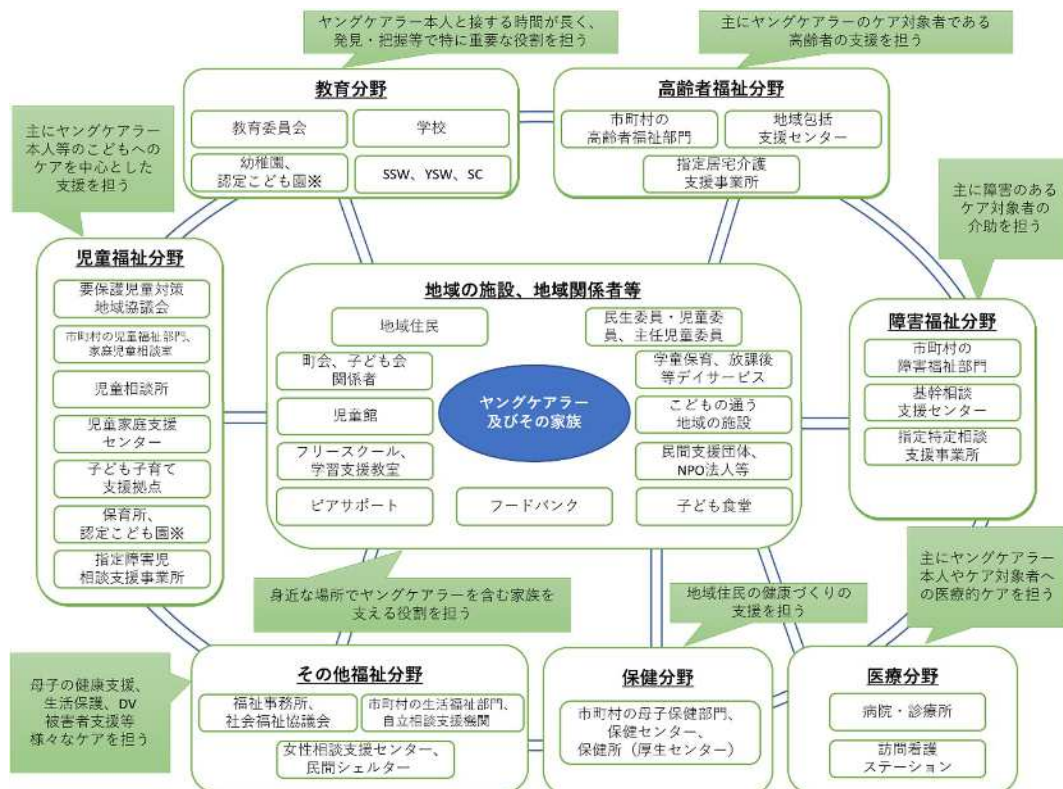 ヤングケアラー本人と接する時間が長く、
発見・把握等で特に重要な役割を担う
主にヤングケアラーのケア対象者である
高齢者の支援を担う
教育分野
教育委員会
学校
幼稚園、
認定こども園※
SSW、YSW、SC
高齢者福祉分野
市町村の
高齢者福祉部門
地域包括
支援センター
指定居宅介護
支援事業所
主にヤングケアラー
本人等のこどもへの
ケアを中心とした
支援を担う
主に障害のある
ケア対象者の
介助を担う
児童福祉分野
要保護児童対策
地域協議会
市町村の児童福祉部門、
家庭児童相談室
児童相談所
児童家庭支援
センター
子ども子育て
支援拠点
保育所、
認定こども園※
指定障害児
相談支援事業所
地域の施設、地域関係者等
地域住民
民生委員・児童委
員、主任児童委員
町会、子ども会
関係者
学童保育、放課後
等デイサービス
児童館
ヤングケアラー
及びその家族
こどもの通う
地域の施設
フリースクール、
学習支援教室
民間支援団体、
NPO法人等
ピアサポート
フードバンク
子ども食堂
障害福祉分野
市町村の
障害福祉部門
基幹相談
支援センター
指定特定相談
支援事業所
身近な場所でヤングケアラーを含む家族を
支える役割を担う
地域住民の健康づくりの
支援を担う
主にヤングケアラー
本人やケア対象者へ
の医療的ケアを担う
母子の健康支援、
生活保護、DV
被害者支援等
様々なケアを担う
その他福祉分野
福祉事務所、
社会福祉協議会
市町村の生活福祉部門、
自立相談支援機関
女性相談支援センター、
民間シェルター
保健分野
市町村の母子保健部門、
保健センター、
保健所（厚生センター）
医療分野
病院・診療所
訪問看護
ステーション